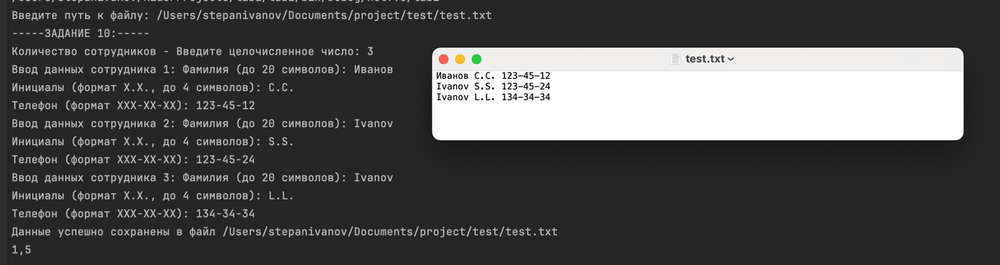 Введите путь к файлу: /Users/stepanivanov/Documents/project/test/test.txt
-----ЗАДАНИЕ 10:-----
Количество сотрудников - Введите целочисленное число: 3
Ввод данных сотрудника 1: Фамилия (до 20 символов): Иванов
Инициалы (формат X.X., до 4 символов): С.С.
Телефон (формат XXX-XX-XX): 123-45-12
Ввод данных сотрудника 2: Фамилия (до 20 символов): Ivanov
Инициалы (формат X.X., до 4 символов): S.S.
Телефон (формат XXX-XX-XX): 123-45-24
Ввод данных сотрудника 3: Фамилия (до 20 символов): Ivanov
Инициалы (формат X.X., до 4 символов): L.L.
Телефон (формат XXX-XX-XX): 134-34-34
Данные успешно сохранены в файл /Users/stepanivanov/Documents/project/test/test.txt
1,5
test.txt
Иванов С.С. 123-45-12
Ivanov S.S. 123-45-24
Ivanov L.L. 134-34-34